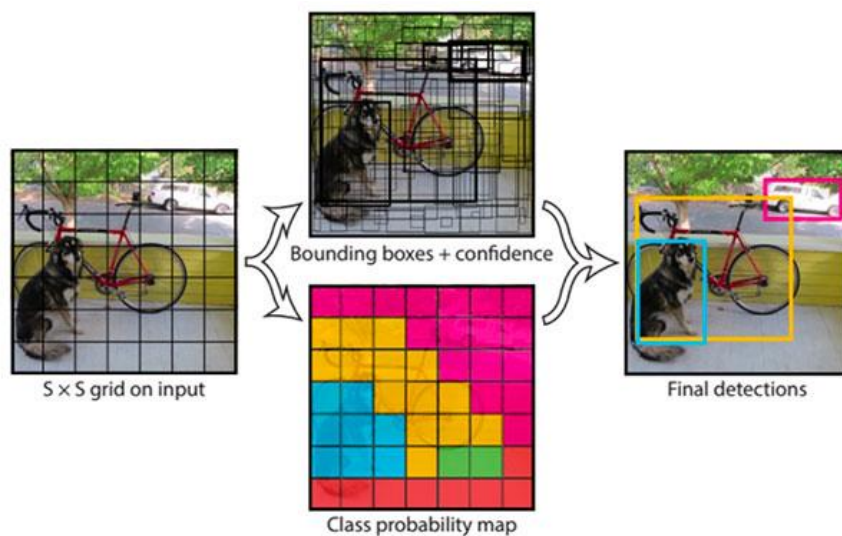 Bounding boxes + confidence
S × S grid on input
Final detections
Class probability map